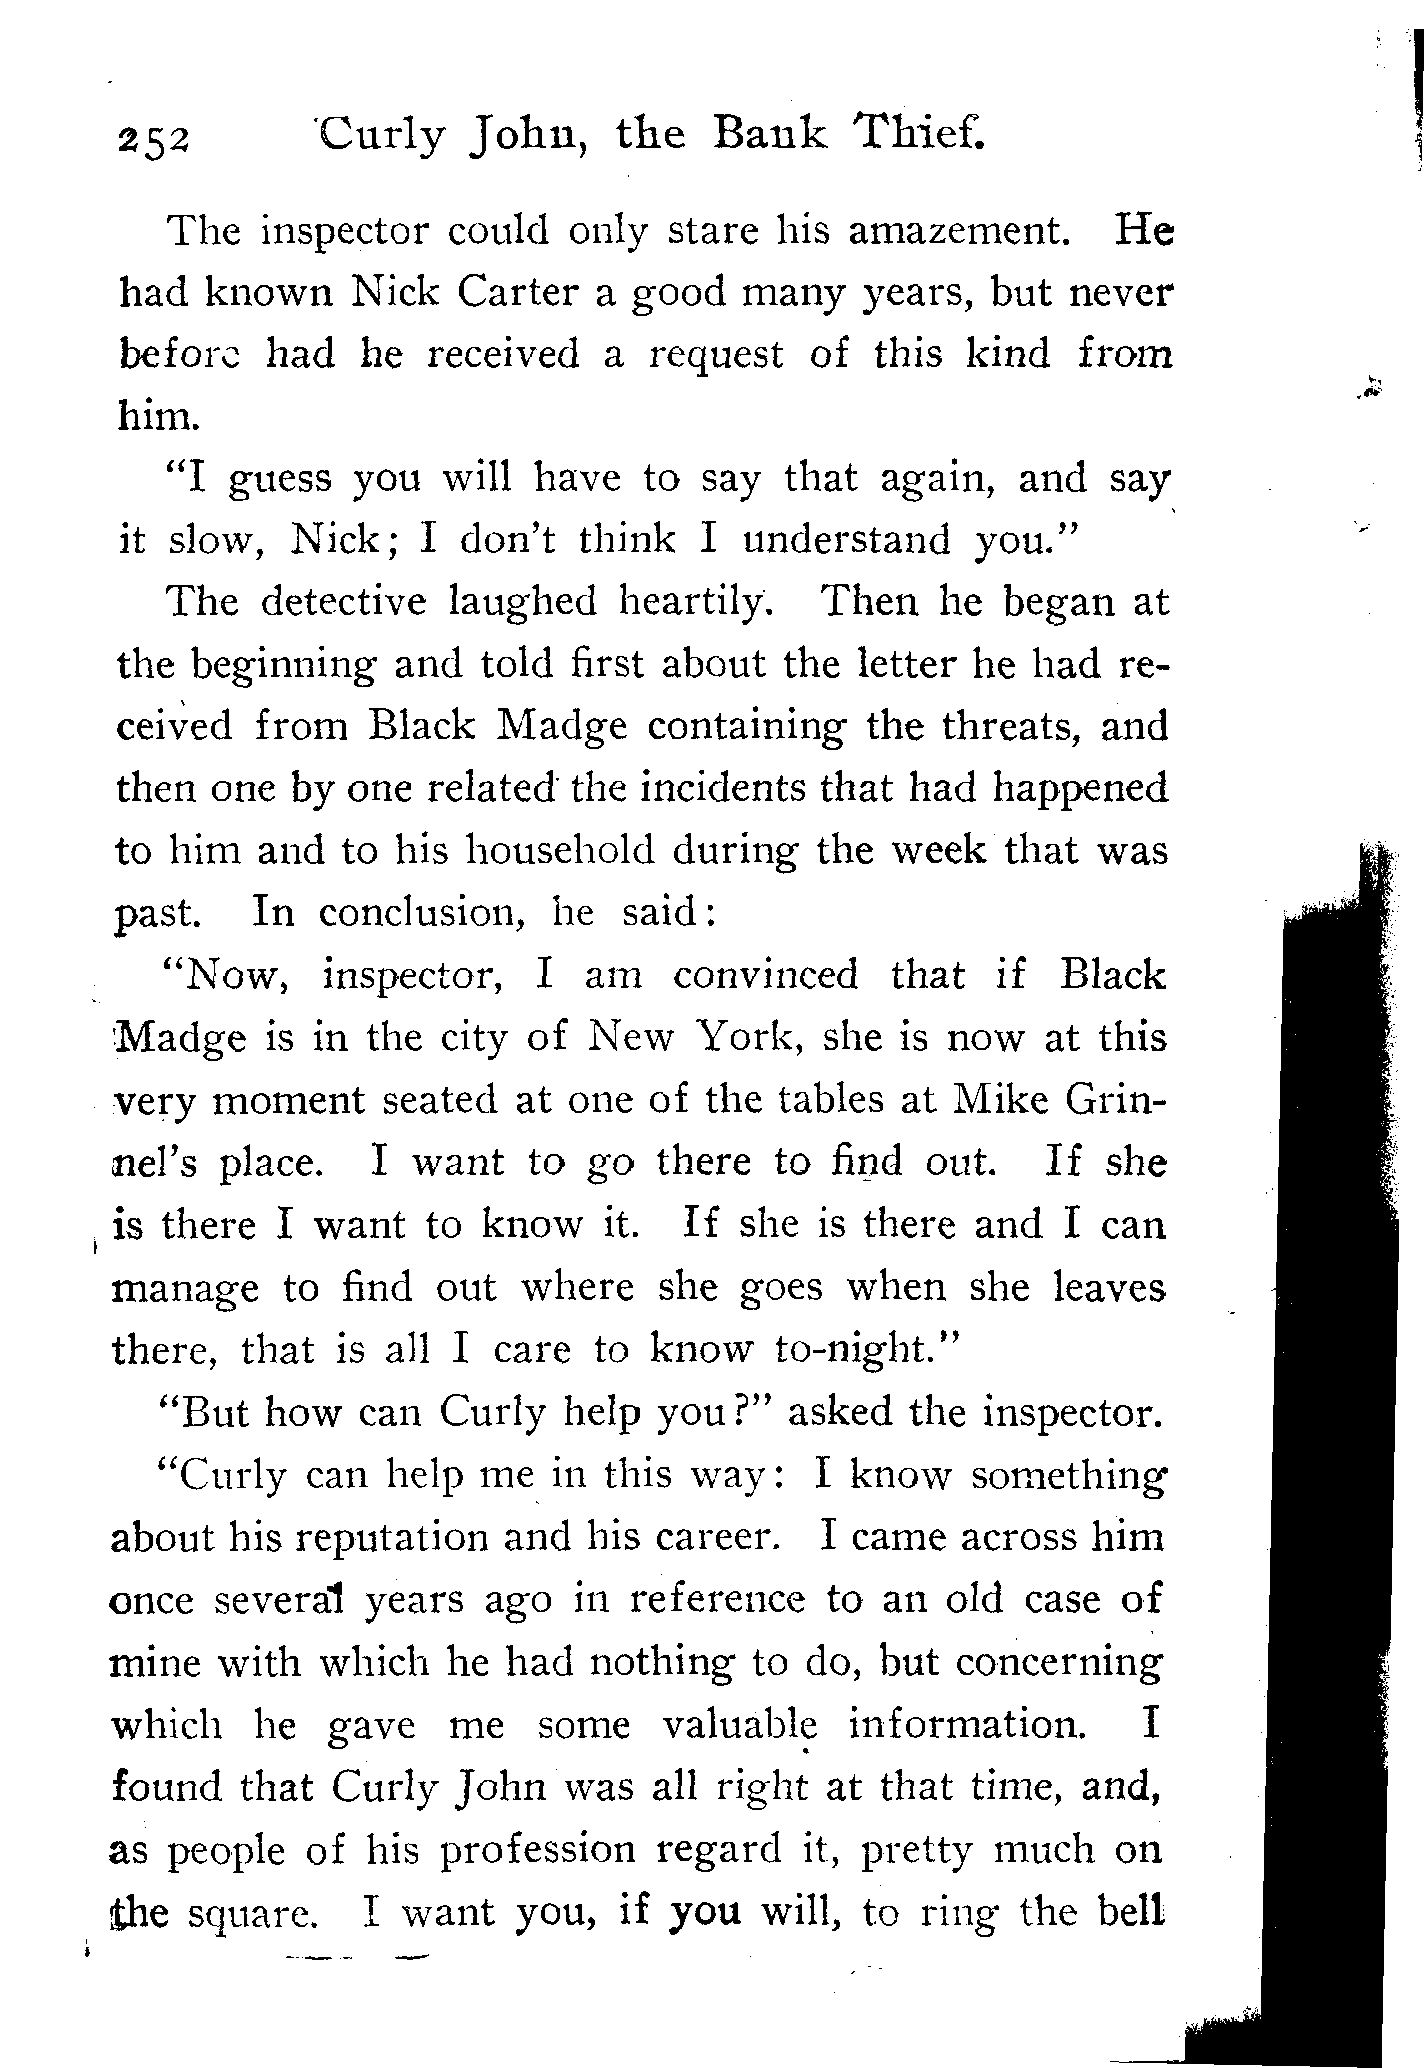 252 Curly John, the Bank Thief.
The inspector could only stare his amazement. He
had known Nick Carter a good many years, but never
before had he received a request of this kind from
him.
“I guess you will have to say that again, and say
it slow, Nick; I don’t think I understand you.”
The detective laughed heartily. Then he began at
the beginning and told first about the letter he had re-
ceived from Black Madge containing the threats, and
then one by one related the incidents that had happened
to him and to his household during the week that was
past. In conclusion, he said:
“Now, inspector, I am convinced that if Black
Madge is in the city of New York, she is now at this
very moment seated at one of the tables at Mike Grin-
nel’s place. I want to go there to find out. If she
is there I want to know it. If she is there and I can
manage to find out where she goes when she leaves
there, that is all I care to know to-night.”
“But how can Curly help you?” asked the inspector.
“Curly can help me in this way: I know something
about his reputation and his career. I came across him
once several years ago in reference to an old case of
mine with which he had nothing to do, but concerning
which he gave me some valuable information. I
found that Curly John was all right at that time, and,
as people of his profession regard it, pretty much on
the square. I want you, if you will, to ring the bell